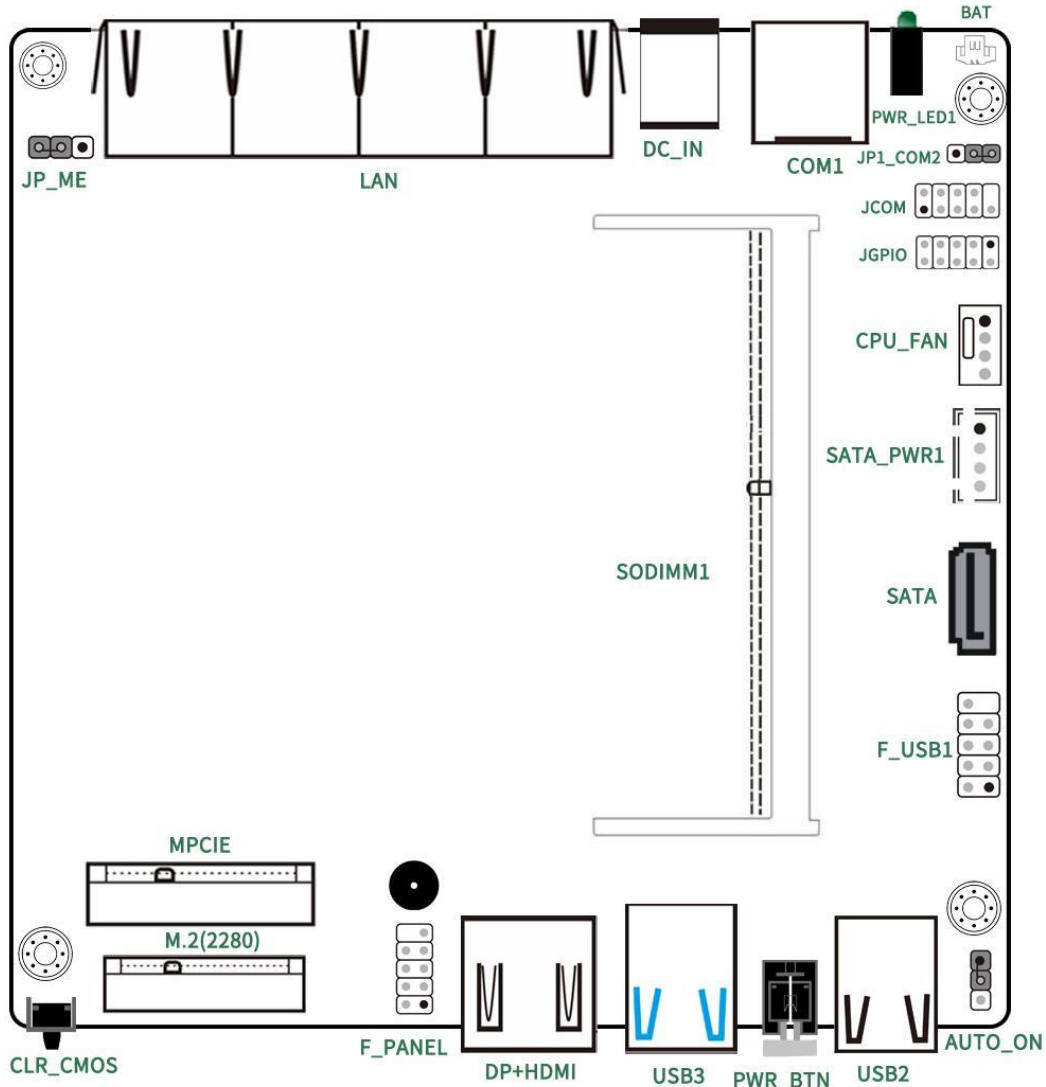 BAT
PWR_LED1
DC_IN
JP1_COM2
COM1
JP_ME
LAN
JCOM
JGPIO
CPU_FAN
SATA_PWR1
SODIMM1
SATA
F_USB1
MPCIE
M.2(2280)
F_PANEL
AUTO_ON
CLR_CMOS
DP+HDMI
USB3
PWR_BTN
USB2